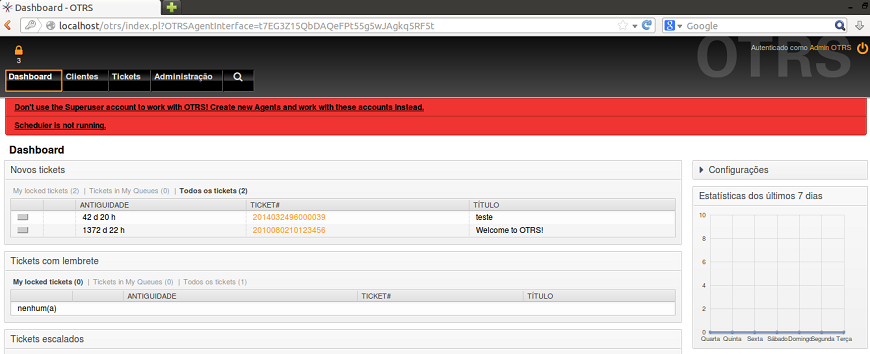 Dashboard - OTRS
localhost/otrs/index.pl?OTRSAgentInterface=t7EG3Z15QbDAQeFPt55g5wJAgkq5RF5t
Google
3
OTRS
Autenticado como Admin OTRS
Dashboard Clientes Tickets Administração
Don't use the Superuser account to work with OTRS! Create new Agents and work with these accounts instead.
Scheduler is not running.
Dashboard
Novos tickets
My locked tickets (2) | Tickets in My Queues (0) | Todos os tickets (2)
ANTIGUIDADE TICKET# TÍTULO
42 d 20 h 2014032496000039 teste
1372 d 22 h 2010080210123456 Welcome to OTRS!
Tickets com lembrete
My locked tickets (0) | Tickets in My Queues (0) | Todos os tickets (1)
ANTIGUIDADE TICKET# TÍTULO
nenhum(a)
Tickets escalados
Configurações
Estatísticas dos últimos 7 dias
10
8
6
4
2
0
Quarta Quinta Sexta Sábado Domingo Segunda Terça